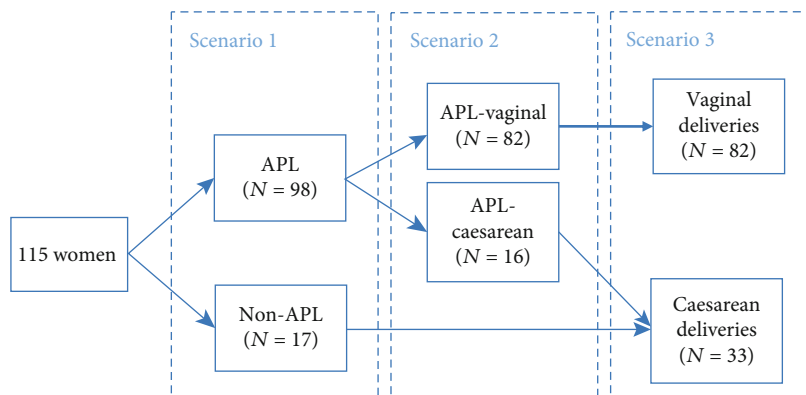 Scenario 1
Scenario 2
Scenario 3
115 women
APL
(N = 98)
Non-APL
(N = 17)
APL-vaginal
(N = 82)
APL-
caesarean
(N = 16)
Vaginal
deliveries
(N = 82)
Caesarean
deliveries
(N = 33)